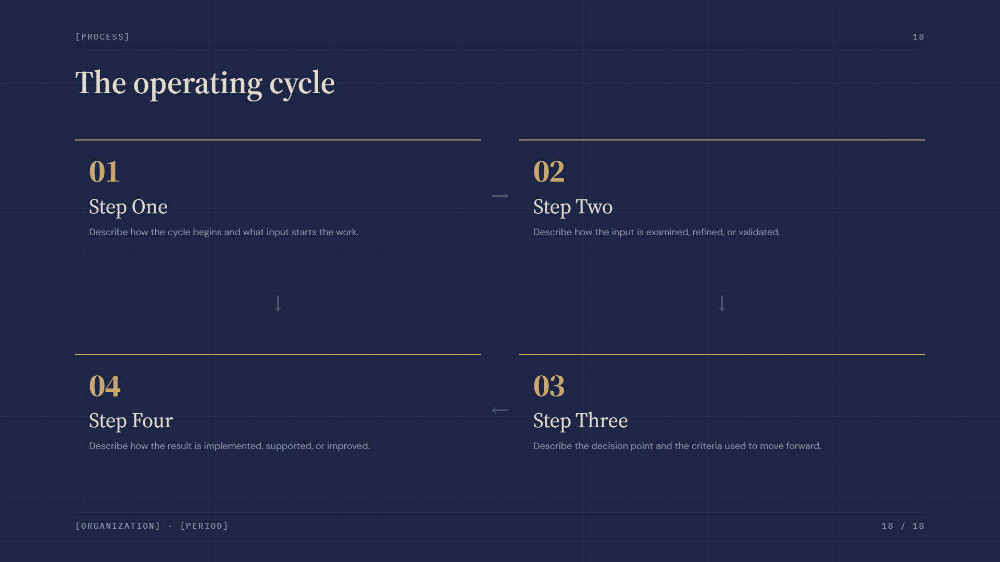 [PROCESS]
18
The operating cycle
01
Step One
Describe how the cycle begins and what input starts the work.
→
02
Step Two
Describe how the input is examined, refined, or validated.
↓
↓
04
Step Four
Describe how the result is implemented, supported, or improved.
←
03
Step Three
Describe the decision point and the criteria used to move forward.
[ORGANIZATION] · [PERIOD]
18 / 18